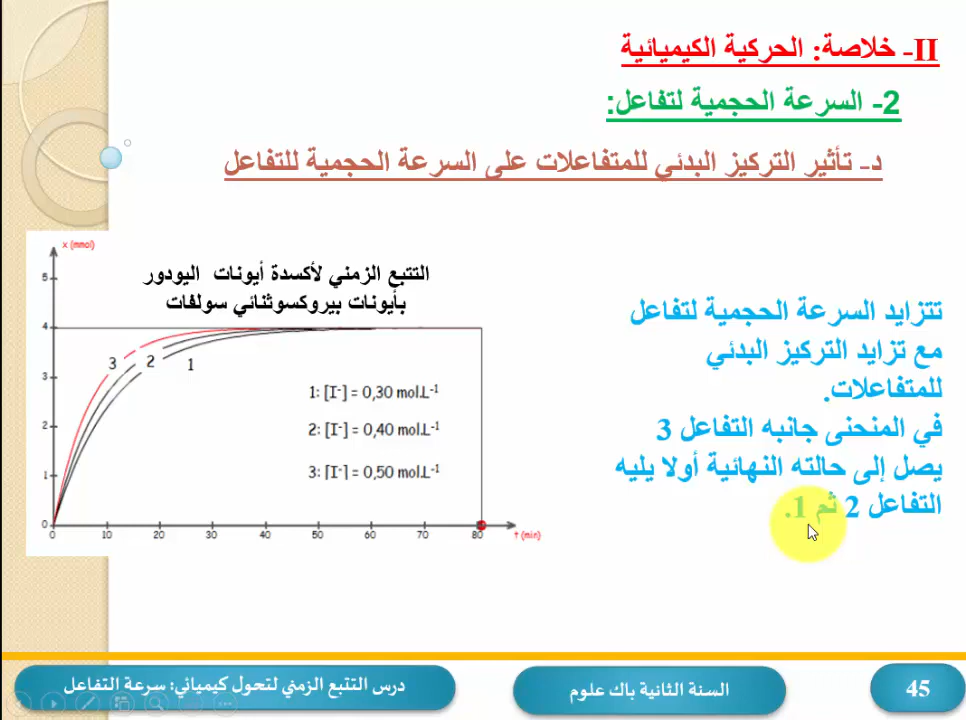 II- خلاصة: الحركية الكيميائية
2- السرعة الحجمية لتفاعل:
د- تأثير التركيز البدئي للمتفاعلات على السرعة الحجمية للتفاعل
x (mmol)
التتبع الزمني لأكسدة أيونات اليودور
بأيونات بيروكسوثنائي سولفات
5
4
3
2
1
0
3 2 1
1: [I⁻] = 0,30 mol.L⁻¹
2: [I⁻] = 0,40 mol.L⁻¹
3: [I⁻] = 0,50 mol.L⁻¹
0 10 20 30 40 50 60 70 80 t (min)
تتزايد السرعة الحجمية لتفاعل
مع تزايد التركيز البدئي
للمتفاعلات.
في المنحنى جانبه التفاعل 3
يصل إلى حالته النهائية أولا يليه
التفاعل 2 ثم 1.
درس التتبع الزمني لتحول كيميائي: سرعة التفاعل
السنة الثانية باك علوم
45